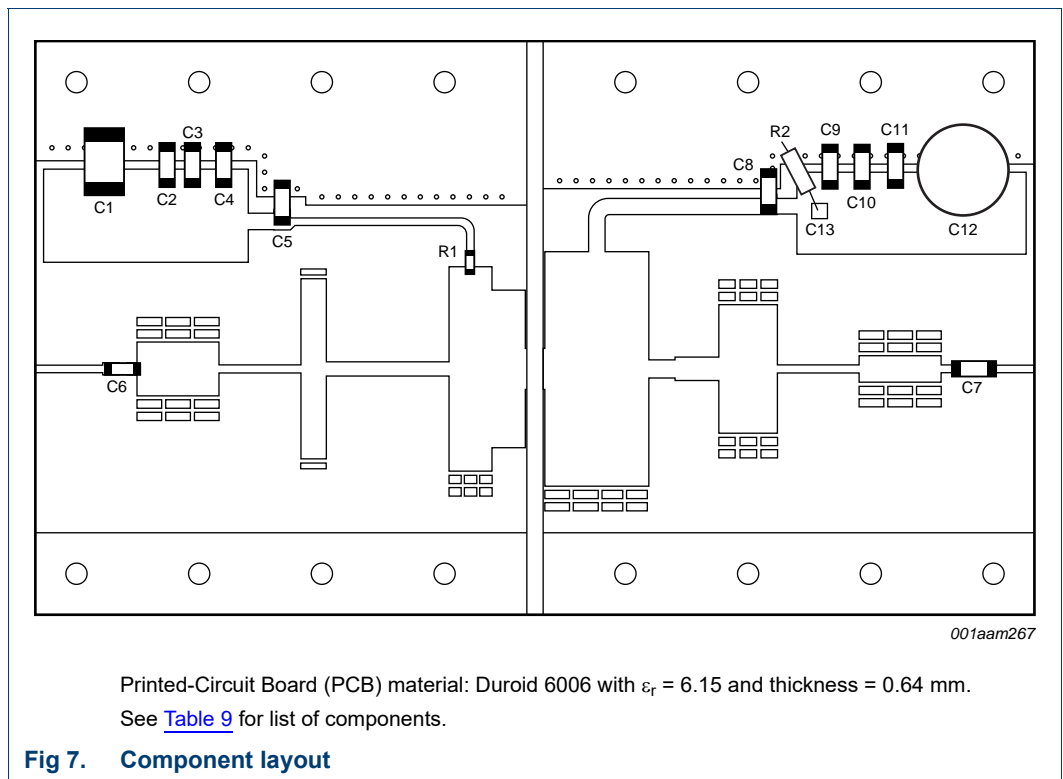 C3
C1
C2
C4
C5
R1
C6
R2
C9
C11
C8
C10
C13
C12
C7
001aam267
Printed-Circuit Board (PCB) material: Duroid 6006 with εr = 6.15 and thickness = 0.64 mm.
See Table 9 for list of components.
Fig 7. Component layout